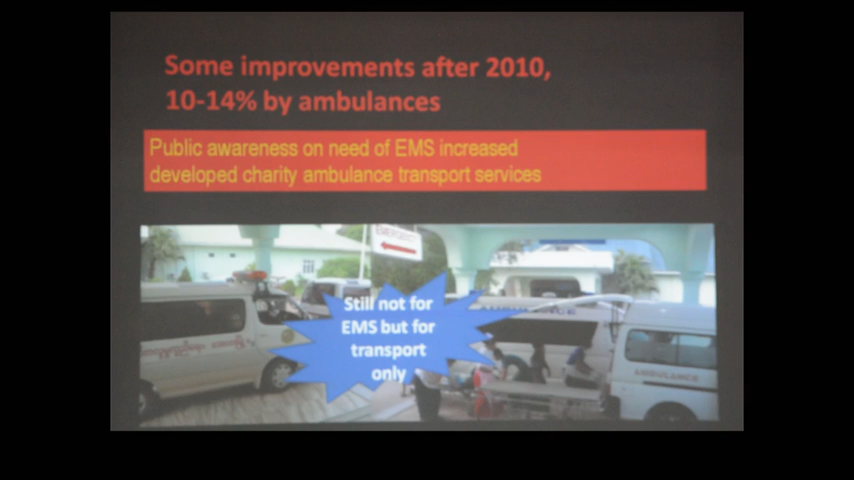 Some improvements after 2010,
10-14% by ambulances
Public awareness on need of EMS increased
developed charity ambulance transport services
EMERGENCY
Still not for
EMS but for
transport
only
AMBULANCE